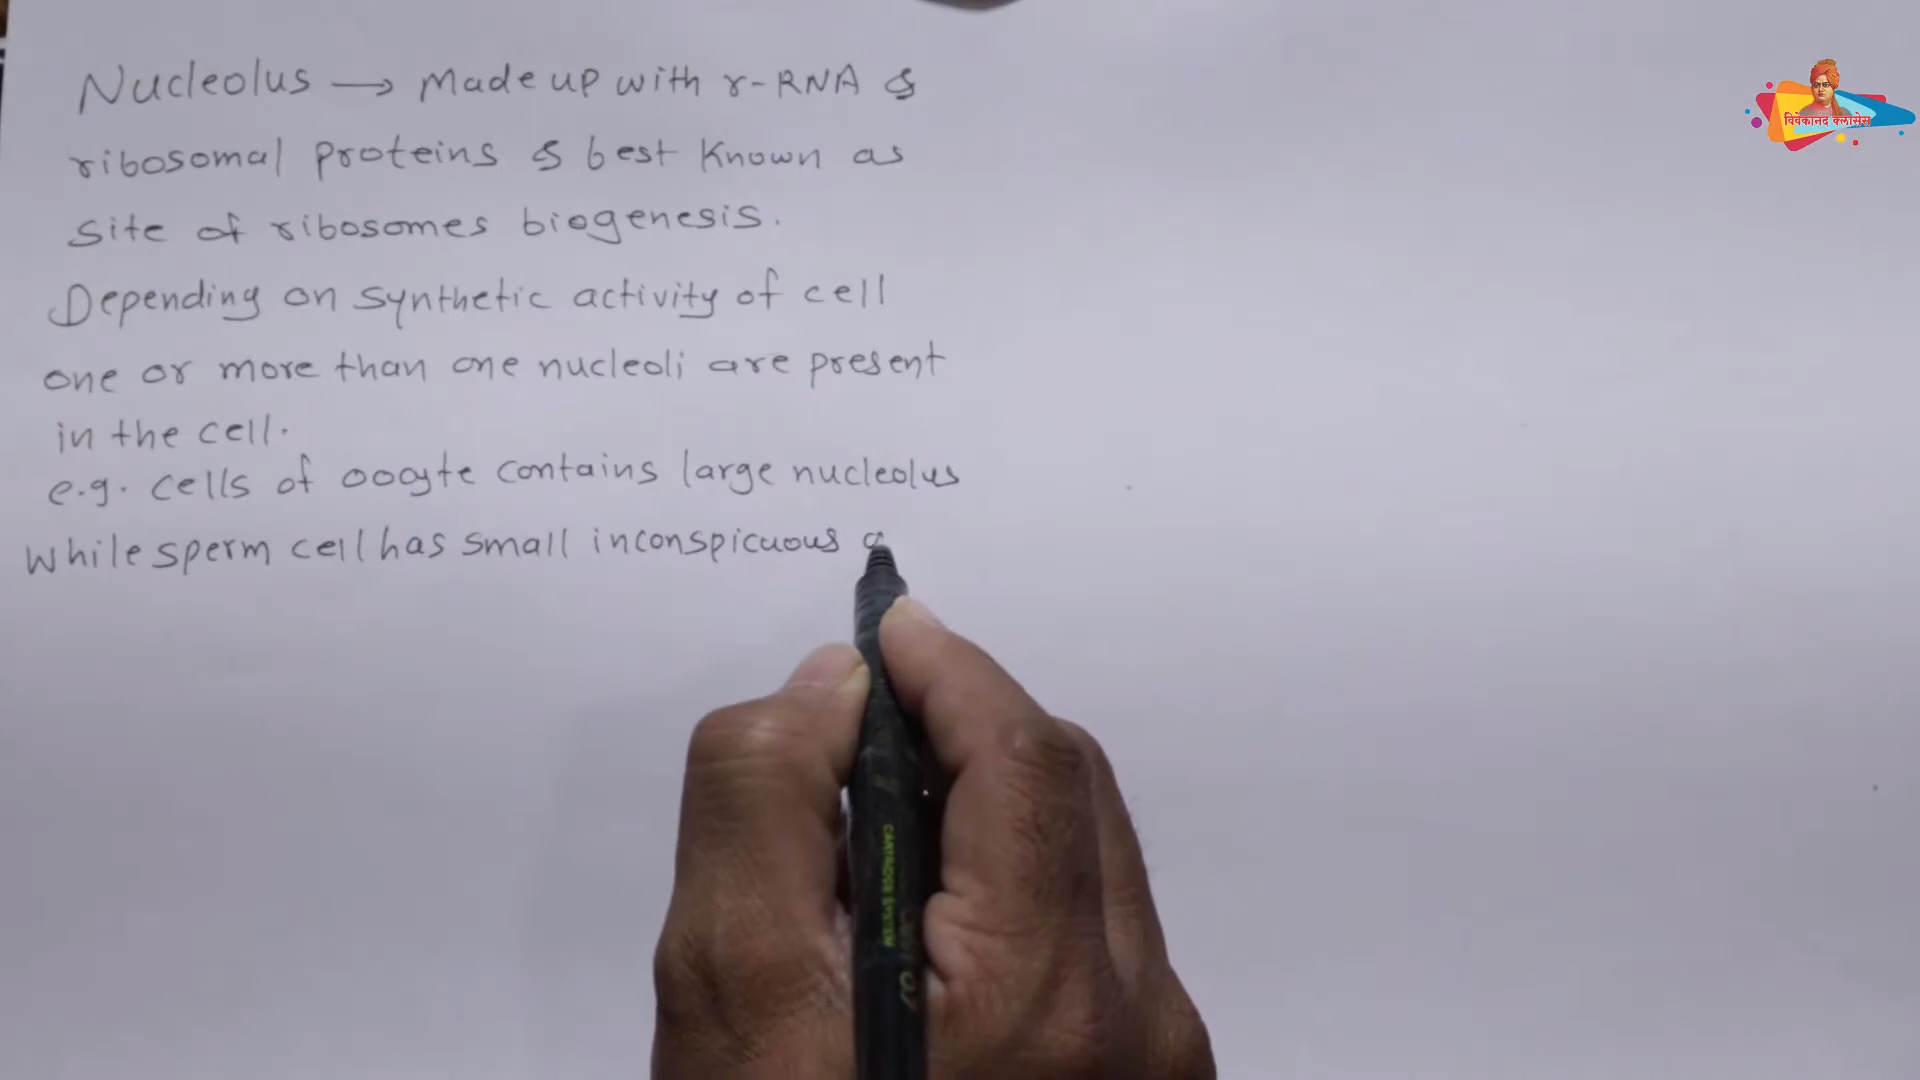 Nucleolus → Made up with r-RNA &
ribosomal proteins & best known as
site of ribosomes biogenesis.
Depending on synthetic activity of cell
one or more than one nucleoli are present
in the cell.
e.g. cells of oocyte contains large nucleolus
while sperm cell has small inconspicuous
विवेकानंद क्लासेस
CARTRIDGE SYSTEM